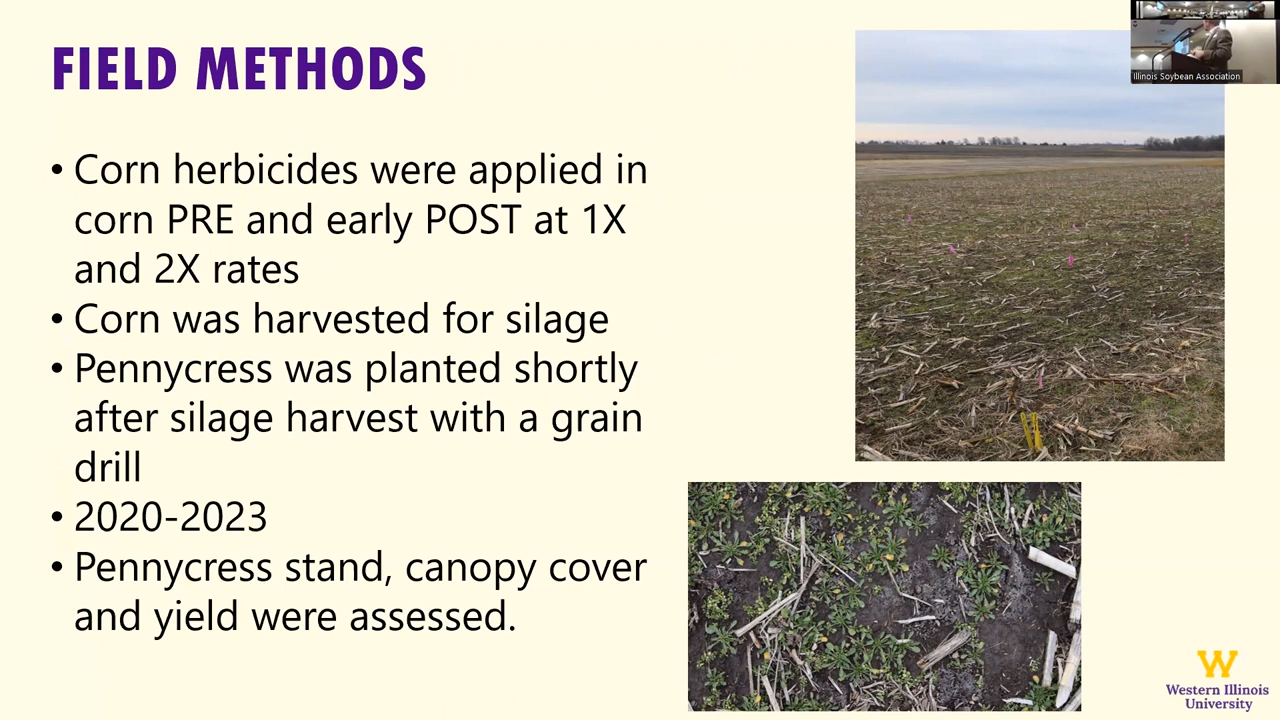 FIELD METHODS
• Corn herbicides were applied in
corn PRE and early POST at 1X
and 2X rates
• Corn was harvested for silage
• Pennycress was planted shortly
after silage harvest with a grain
drill
• 2020-2023
• Pennycress stand, canopy cover
and yield were assessed.
Illinois Soybean Association
W
Western Illinois
University